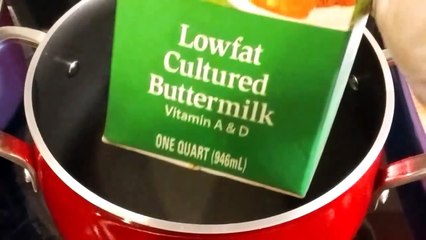 Lowfat
Cultured
Buttermilk
Vitamin A & D
ONE QUART (946mL)